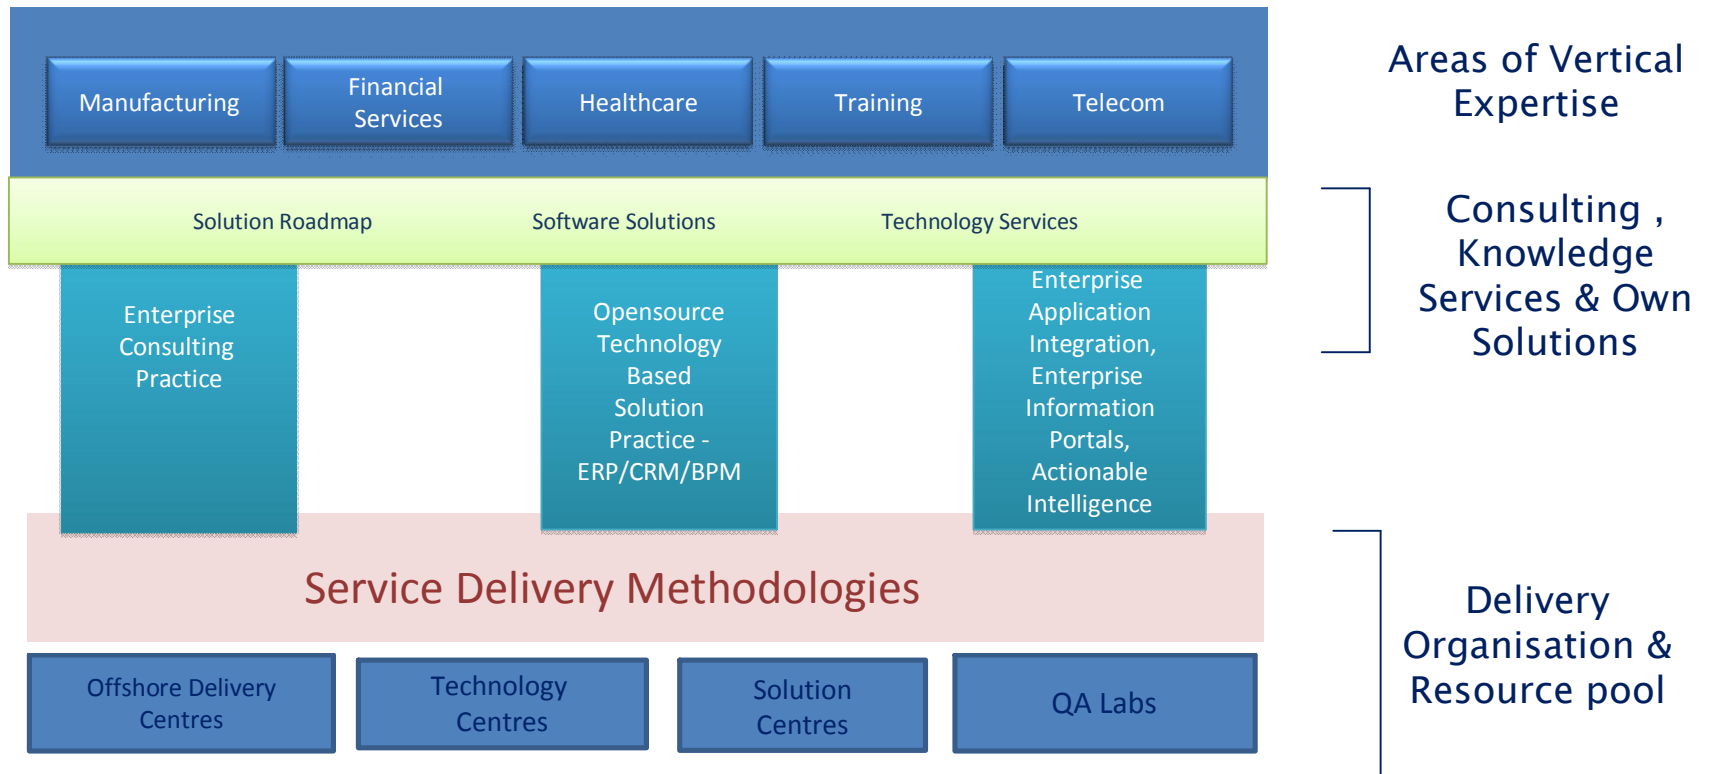 Manufacturing
Financial
Services
Healthcare
Training
Telecom
Areas of Vertical
Expertise
Solution Roadmap
Software Solutions
Technology Services
Consulting ,
Knowledge
Services & Own
Solutions
Enterprise
Consulting
Practice
Opensource
Technology
Based
Solution
Practice -
ERP/CRM/BPM
Enterprise
Application
Integration,
Enterprise
Information
Portals,
Actionable
Intelligence
Service Delivery Methodologies
Delivery
Organisation &
Resource pool
Offshore Delivery
Centres
Technology
Centres
Solution
Centres
QA Labs